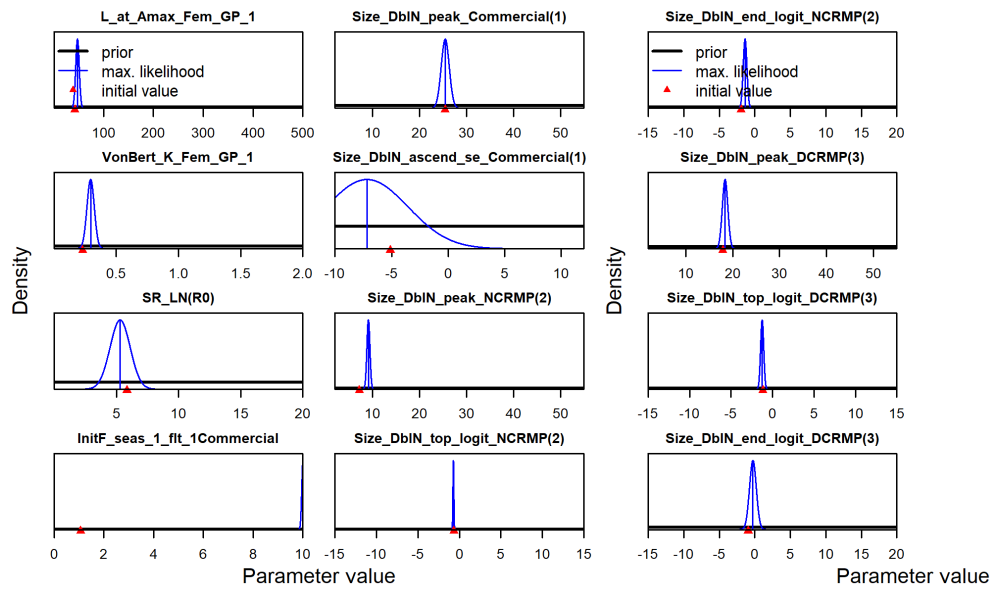 L_at_Amax_Fem_GP_1
prior
max. likelihood
initial value
100 200 300 400 500
Size_DblN_peak_Commercial(1)
10 20 30 40 50
Size_DblN_end_logit_NCRMP(2)
prior
max. likelihood
initial value
-15 -10 -5 0 5 10 15 20
VonBert_K_Fem_GP_1
0.5 1.0 1.5 2.0
Size_DblN_ascend_se_Commercial(1)
-10 -5 0 5 10
Size_DblN_peak_DCRMP(3)
10 20 30 40 50
SR_LN(R0)
5 10 15 20
Size_DblN_peak_NCRMP(2)
10 20 30 40 50
Size_DblN_top_logit_DCRMP(3)
-15 -10 -5 0 5 10 15
InitF_seas_1_flt_1Commercial
0 2 4 6 8 10
Size_DblN_top_logit_NCRMP(2)
-15 -10 -5 0 5 10 15
Size_DblN_end_logit_DCRMP(3)
-15 -10 -5 0 5 10 15 20
Density
Density
Parameter value
Parameter value